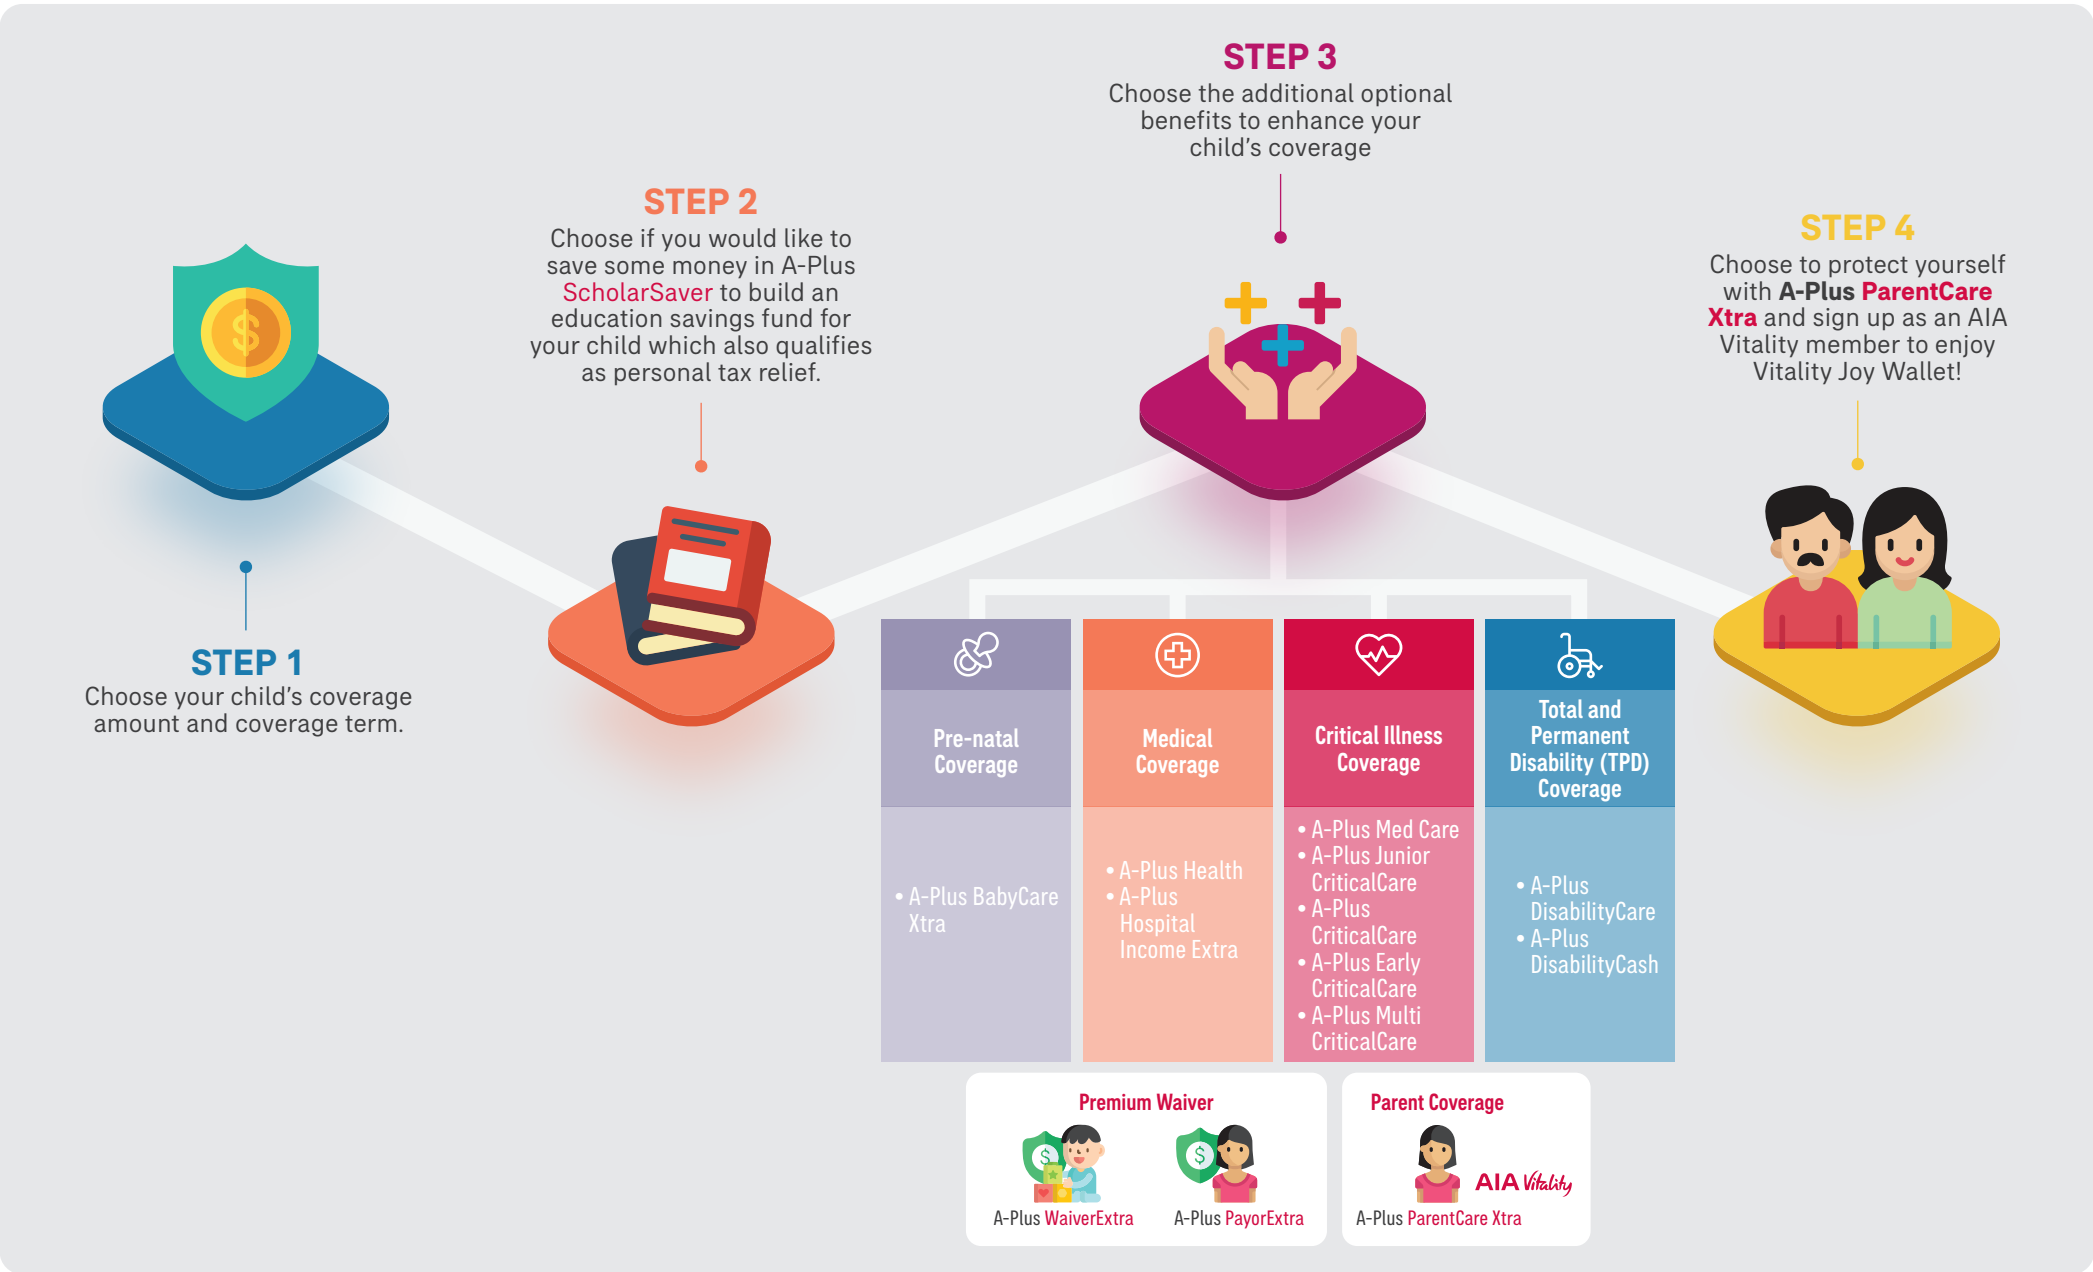 STEP 1
Choose your child's coverage
amount and coverage term.
STEP 2
Choose if you would like to
save some money in A-Plus
ScholarSaver to build an
education savings fund for
your child which also qualifies
as personal tax relief.
STEP 3
Choose the additional optional
benefits to enhance your
child's coverage
Pre-natal
Coverage
• A-Plus BabyCare
Xtra
Medical
Coverage
• A-Plus Health
• A-Plus
Hospital
Income Extra
Critical Illness
Coverage
• A-Plus Med Care
• A-Plus Junior
CriticalCare
• A-Plus
CriticalCare
• A-Plus Early
CriticalCare
• A-Plus Multi
CriticalCare
Total and
Permanent
Disability (TPD)
Coverage
• A-Plus
DisabilityCare
• A-Plus
DisabilityCash
Premium Waiver
$
$
A-Plus WaiverExtra
A-Plus PayorExtra
Parent Coverage
AIA Vitality
A-Plus ParentCare Xtra
STEP 4
Choose to protect yourself
with A-Plus ParentCare
Xtra and sign up as an AIA
Vitality member to enjoy
Vitality Joy Wallet!
$